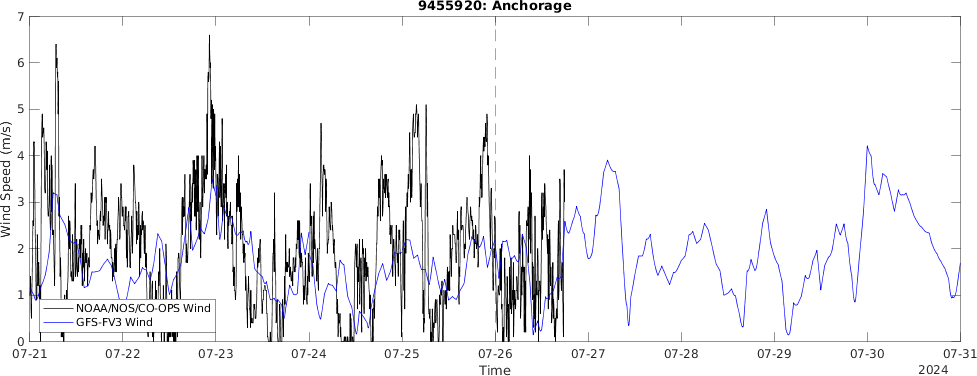 9455920: Anchorage
7
6
5
4
3
2
1
0
Wind Speed (m/s)
NOAA/NOS/CO-OPS Wind
GFS-FV3 Wind
07-21 07-22 07-23 07-24 07-25 07-26 07-27 07-28 07-29 07-30 07-31
Time
2024